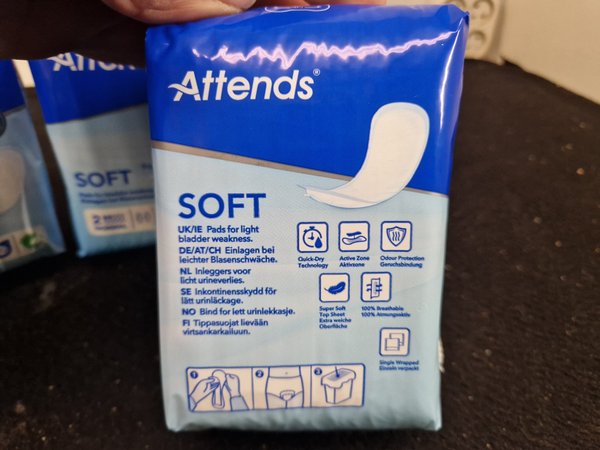 Attends®
SOFT
UK/IE Pads for light
bladder weakness.
DE/AT/CH Einlagen bei
leichter Blasenschwäche.
NL Inleggers voor
licht urineverlies.
SE Inkontinensskydd för
lätt urinläckage.
NO Bind for lett urinlekkasje.
FI Tippasuojat lievään
virtsankarkailuun.
Quick-Dry
Technology
Active Zone
Aktivzone
Odour Protection
Geruchsbindung
Super Soft
Top Sheet
Extra weiche
Oberfläche
100% Breathable
100% Atmungsaktiv
Single Wrapped
Einzeln verpackt
1
2
3
Attends
SOFT
2